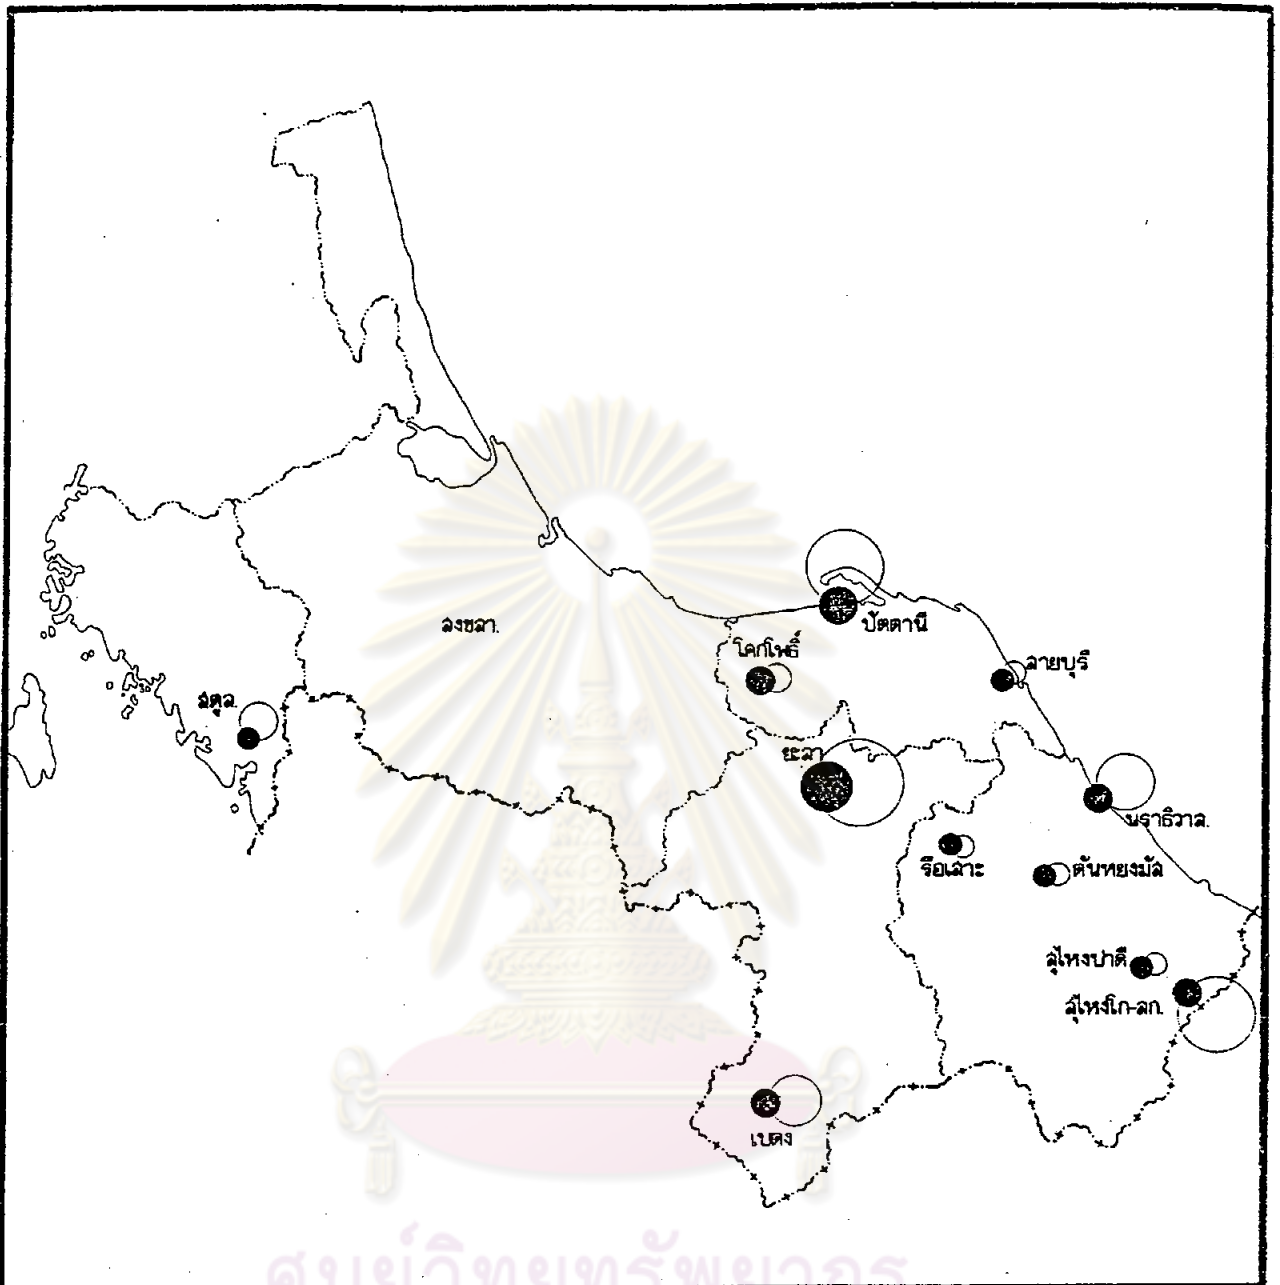 สงขลา.
ปัตตานี
โคกโพธิ์
สายบุรี
สตูล.
ยะลา
นราธิวาส.
รือเสาะ
ตันหยงมัส
สุไหงปาดี
สุไหงโก-ลก.
เบตง
ศูนย์วิทยทรัพยากร